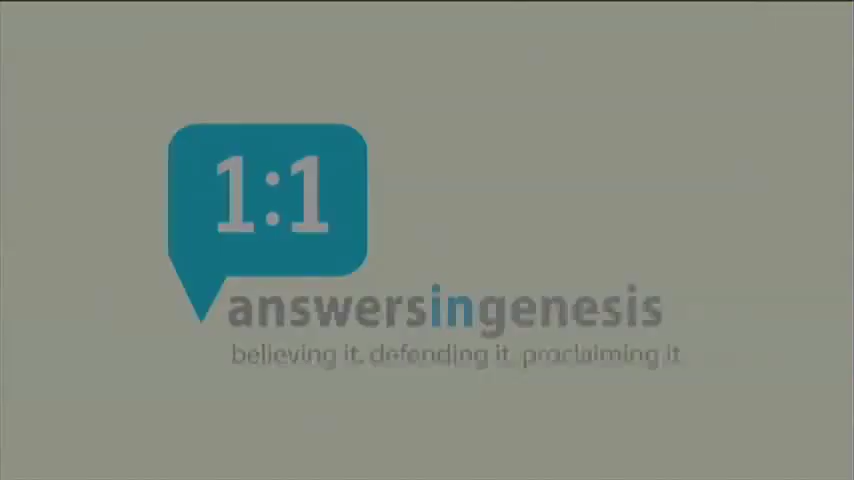 1:1
answersingenesis
believing it. defending it. proclaiming it.